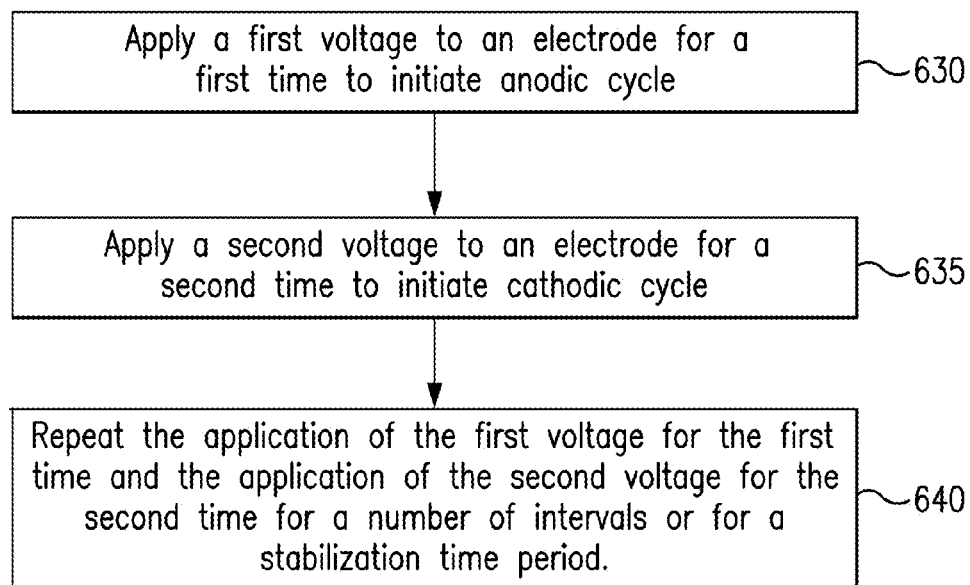 Apply a first voltage to an electrode for a
first time to initiate anodic cycle
630
Apply a second voltage to an electrode for a
second time to initiate cathodic cycle
635
Repeat the application of the first voltage for the first
time and the application of the second voltage for the
second time for a number of intervals or for a
stabilization time period.
640